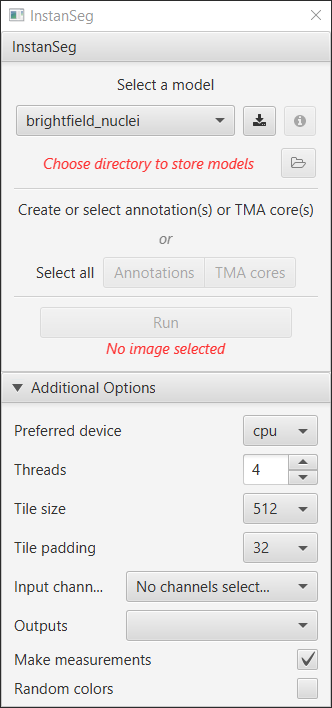 InstanSeg
InstanSeg
Select a model
brightfield_nuclei
Choose directory to store models
Create or select annotation(s) or TMA core(s)
or
Select all Annotations TMA cores
Run
No image selected
Additional Options
Preferred device cpu
Threads 4
Tile size 512
Tile padding 32
Input chann... No channels select...
Outputs
Make measurements
Random colors